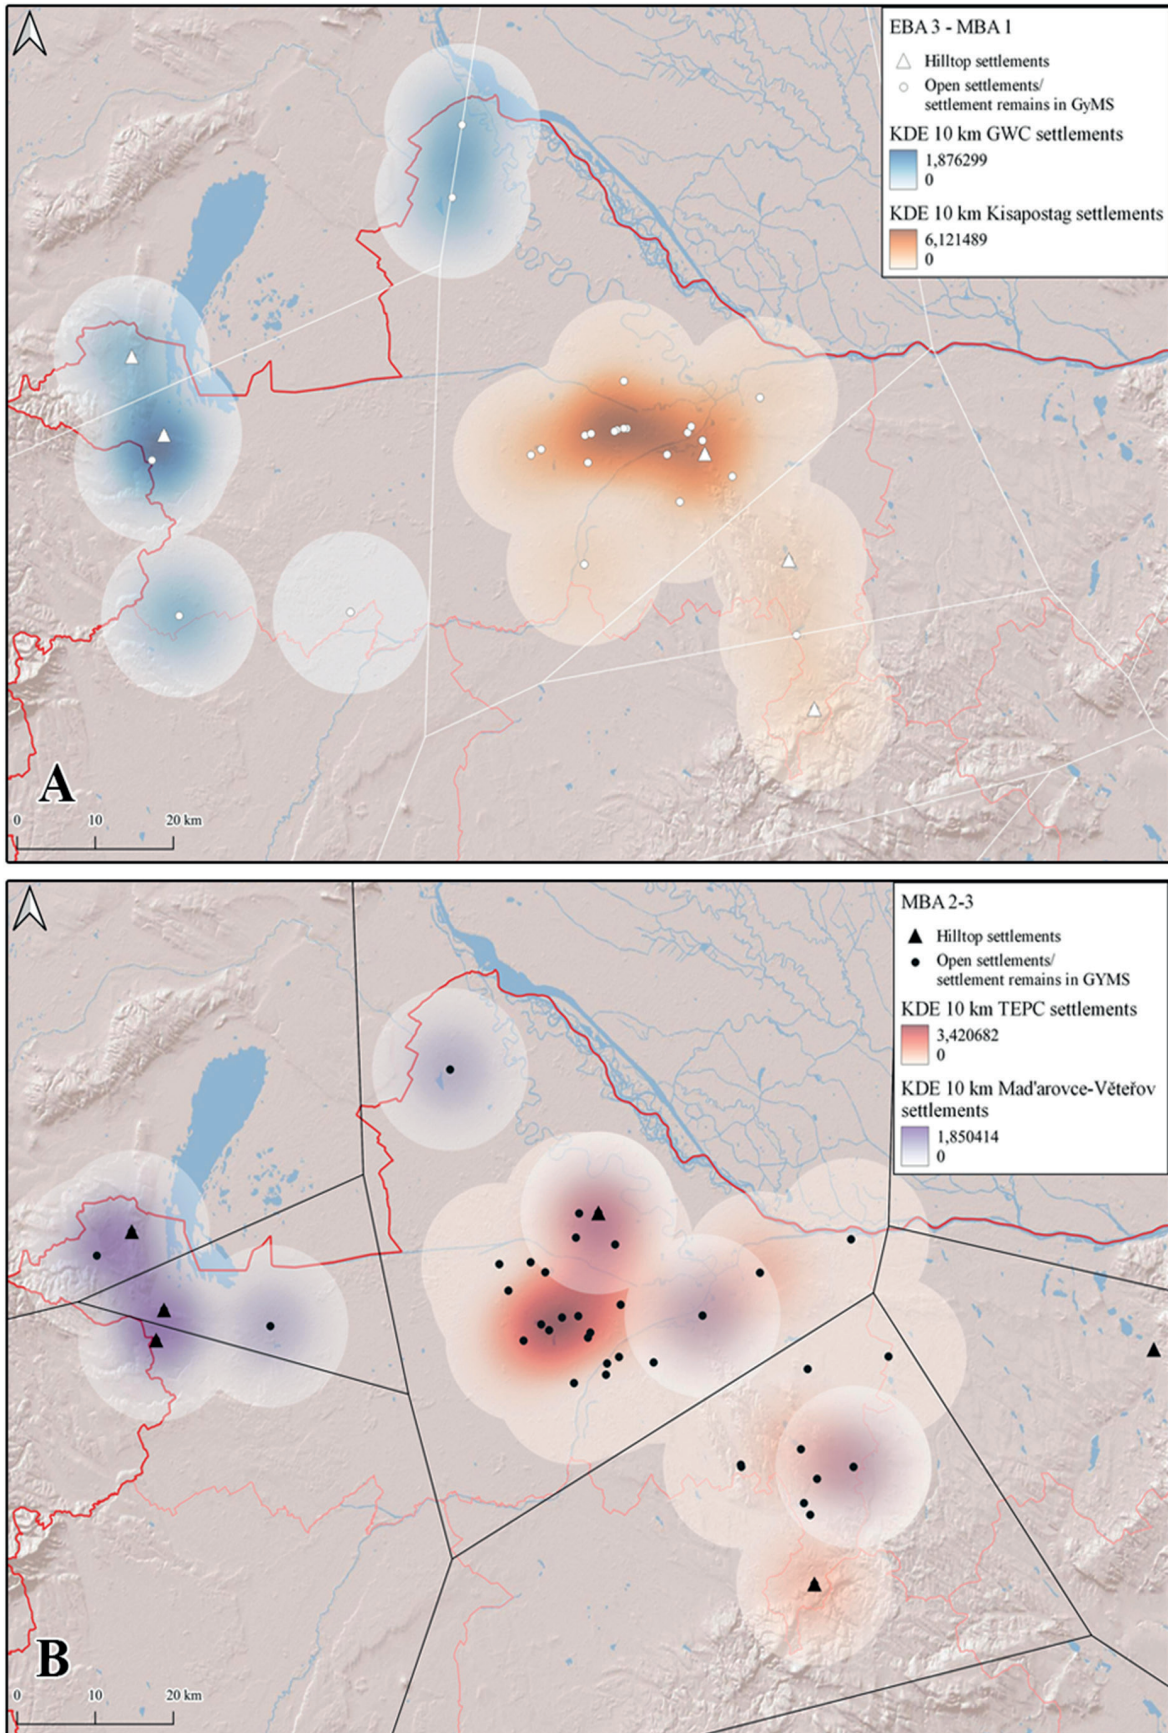 EBA 3 - MBA 1
Hilltop settlements
Open settlements/
settlement remains in GyMS
KDE 10 km GWC settlements
1,876299
0
KDE 10 km Kisapostag settlements
6,121489
0
A
0 10 20 km
MBA 2-3
Hilltop settlements
Open settlements/
settlement remains in GYMS
KDE 10 km TEPC settlements
3,420682
0
KDE 10 km Maďarovce-Věteřov
settlements
1,850414
0
B
0 10 20 km